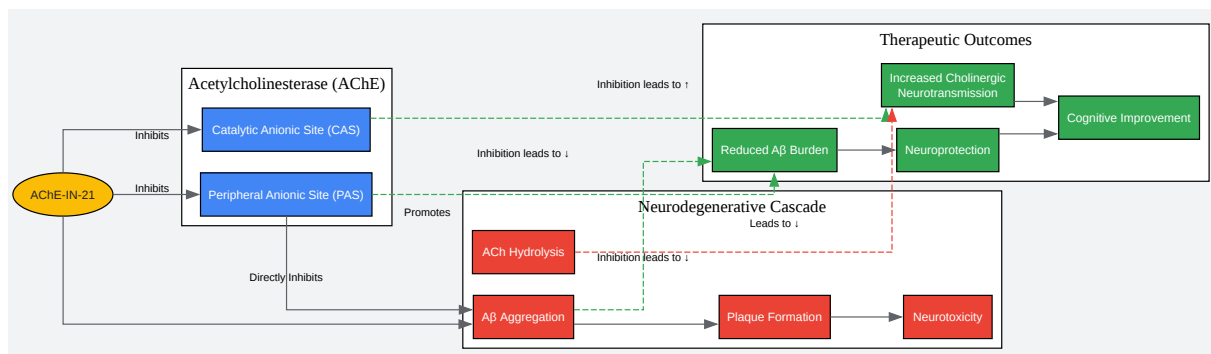 Therapeutic Outcomes
Acetylcholinesterase (AChE)
Increased Cholinergic
Neurotransmission
Inhibition leads to ↑
Cognitive Improvement
Catalytic Anionic Site (CAS)
Inhibits
Reduced Aβ Burden
Neuroprotection
Inhibition leads to ↓
AChE-IN-21
Inhibits
Peripheral Anionic Site (PAS)
Promotes
Neurodegenerative Cascade
Leads to ↓
ACh Hydrolysis
Inhibition leads to ↓
Directly Inhibits
Aβ Aggregation
Plaque Formation
Neurotoxicity